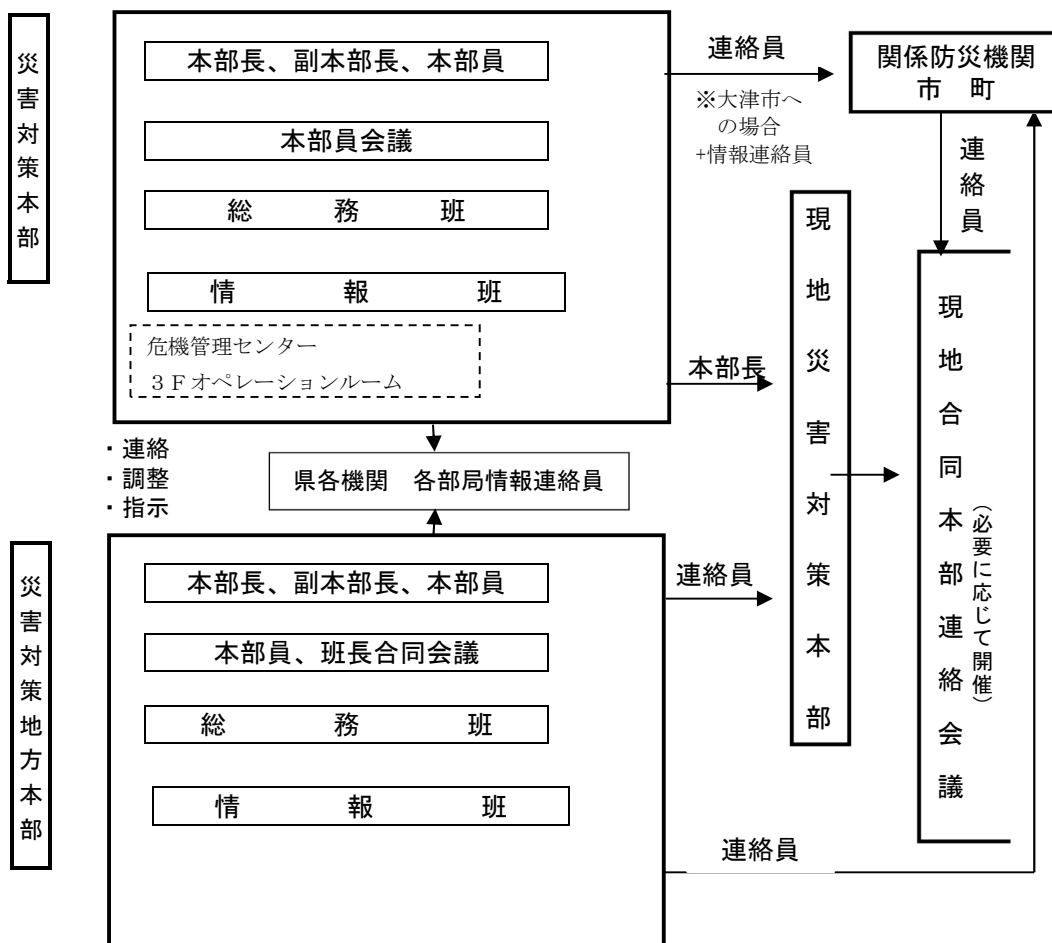 災害対策本部
本部長、副本部長、本部員
本部員会議
総　務　班
情　報　班
危機管理センター
３Ｆオペレーションルーム
連絡員
※大津市へ
の場合
+情報連絡員
関係防災機関
市　町
連絡員
本部長
現地災害対策本部
現地合同本部連絡会議
（必要に応じて開催）
・連絡
・調整
・指示
県各機関　各部局情報連絡員
災害対策地方本部
本部長、副本部長、本部員
本部員、班長合同会議
総　務　班
情　報　班
連絡員
連絡員